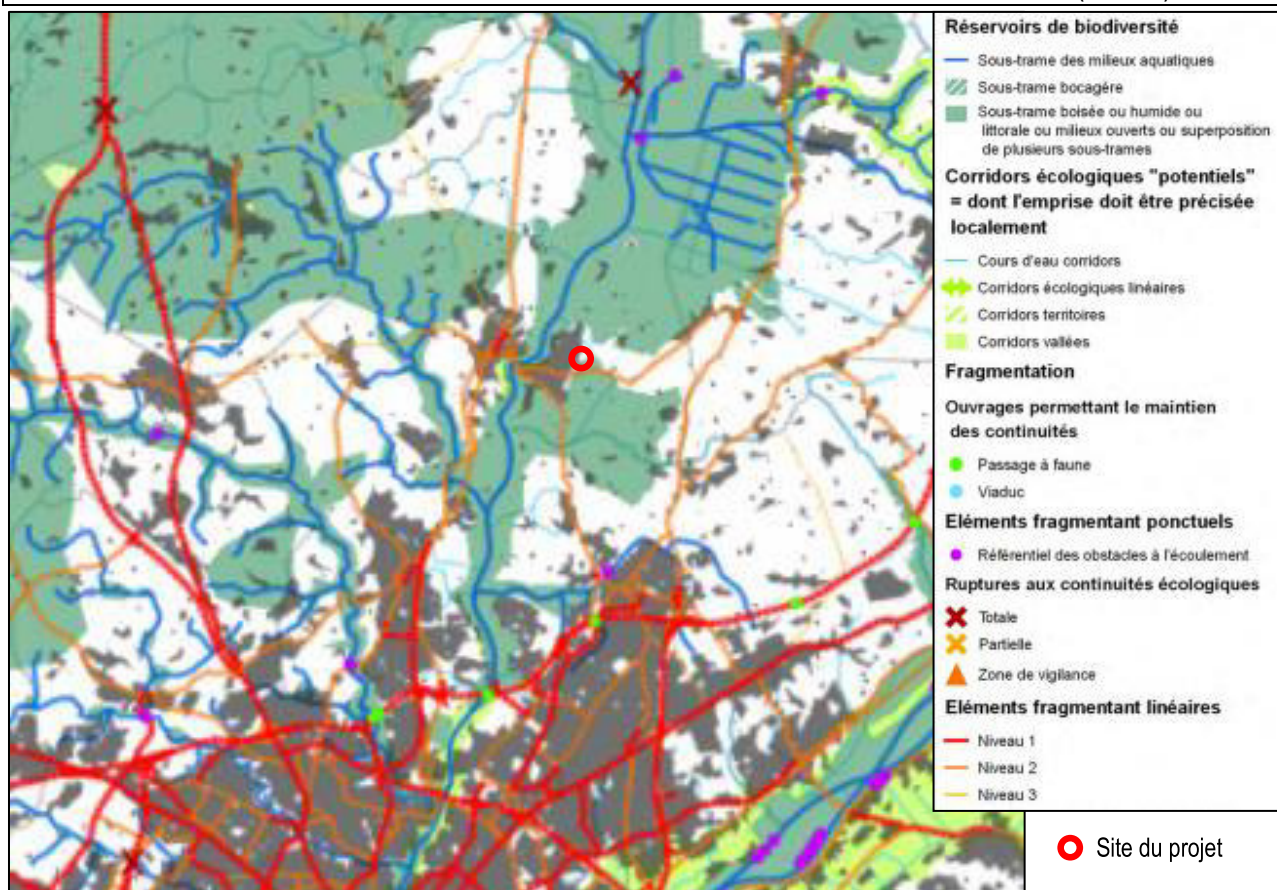 Réservoirs de biodiversité
Sous-trame des milieux aquatiques
Sous-trame bocagère
Sous-trame boisée ou humide ou
littorale ou milieux ouverts ou superposition
de plusieurs sous-trames
Corridors écologiques "potentiels"
= dont l'emprise doit être précisée
localement
Cours d'eau corridors
Corridors écologiques linéaires
Corridors territoires
Corridors vallées
Fragmentation
Ouvrages permettant le maintien
des continuités
Passage à faune
Viaduc
Eléments fragmentant ponctuels
Référentiel des obstacles à l'écoulement
Ruptures aux continuités écologiques
Totale
Partielle
Zone de vigilance
Eléments fragmentant linéaires
Niveau 1
Niveau 2
Niveau 3
Site du projet